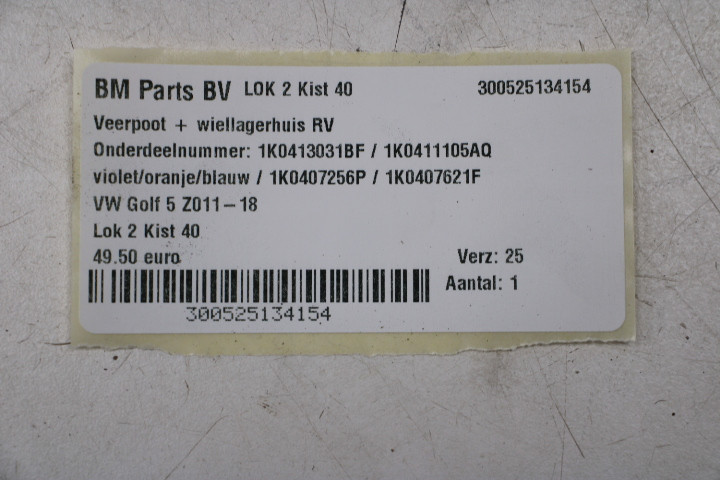 BM Parts BV LOK 2 Kist 40 300525134154
Veerpoot + wiellagerhuis RV
Onderdeelnummer: 1K0413031BF / 1K0411105AQ
violet/oranje/blauw / 1K0407256P / 1K0407621F
VW Golf 5 Z011-18
Lok 2 Kist 40
49.50 euro Verz: 25
Aantal: 1
300525134154